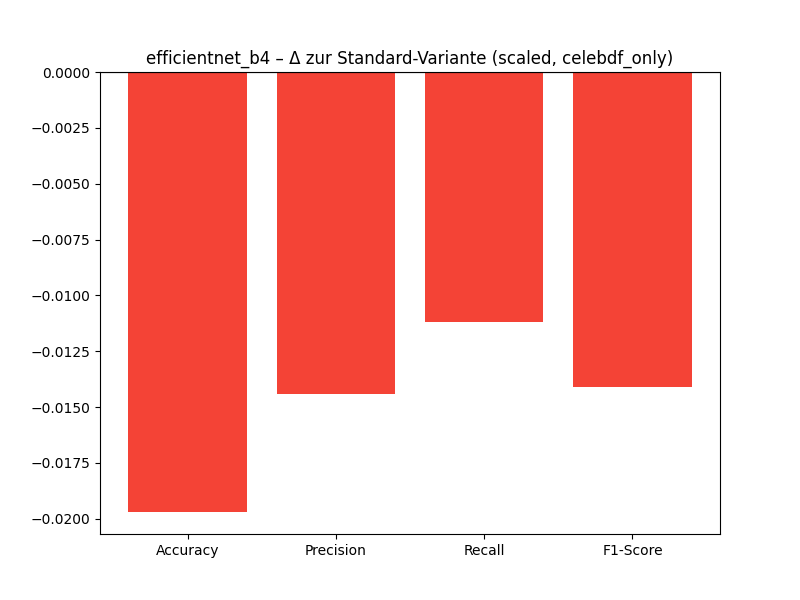 efficientnet_b4 – Δ zur Standard-Variante (scaled, celebdf_only)
0.0000
−0.0025
−0.0050
−0.0075
−0.0100
−0.0125
−0.0150
−0.0175
−0.0200
Accuracy
Precision
Recall
F1-Score